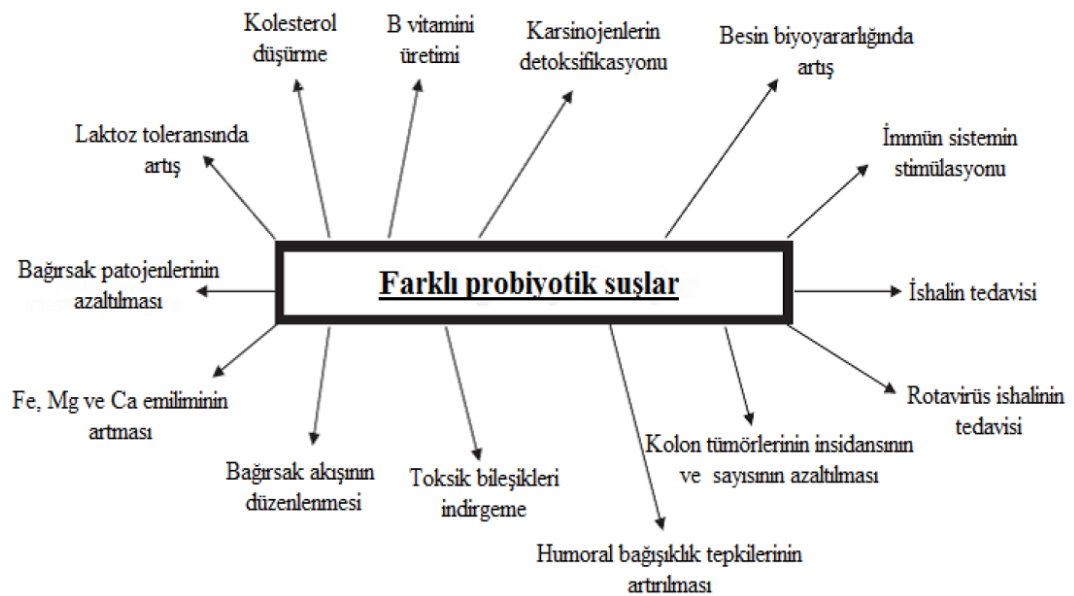 Kolesterol
düşürme
B vitamini
üretimi
Karsinojenlerin
detoksifikasyonu
Besin biyoyararlığında
artış
Laktoz toleransında
artış
İmmün sistemin
stimülasyonu
Bağırsak patojenlerinin
azaltılması
Farklı probiyotik suşlar
İshalin tedavisi
Fe, Mg ve Ca emiliminin
artması
Rotavirüs ishalinin
tedavisi
Bağırsak akışının
düzenlenmesi
Toksik bileşikleri
indirgeme
Kolon tümörlerinin insidansının
ve sayısının azaltılması
Humoral bağışıklık tepkilerinin
artırılması